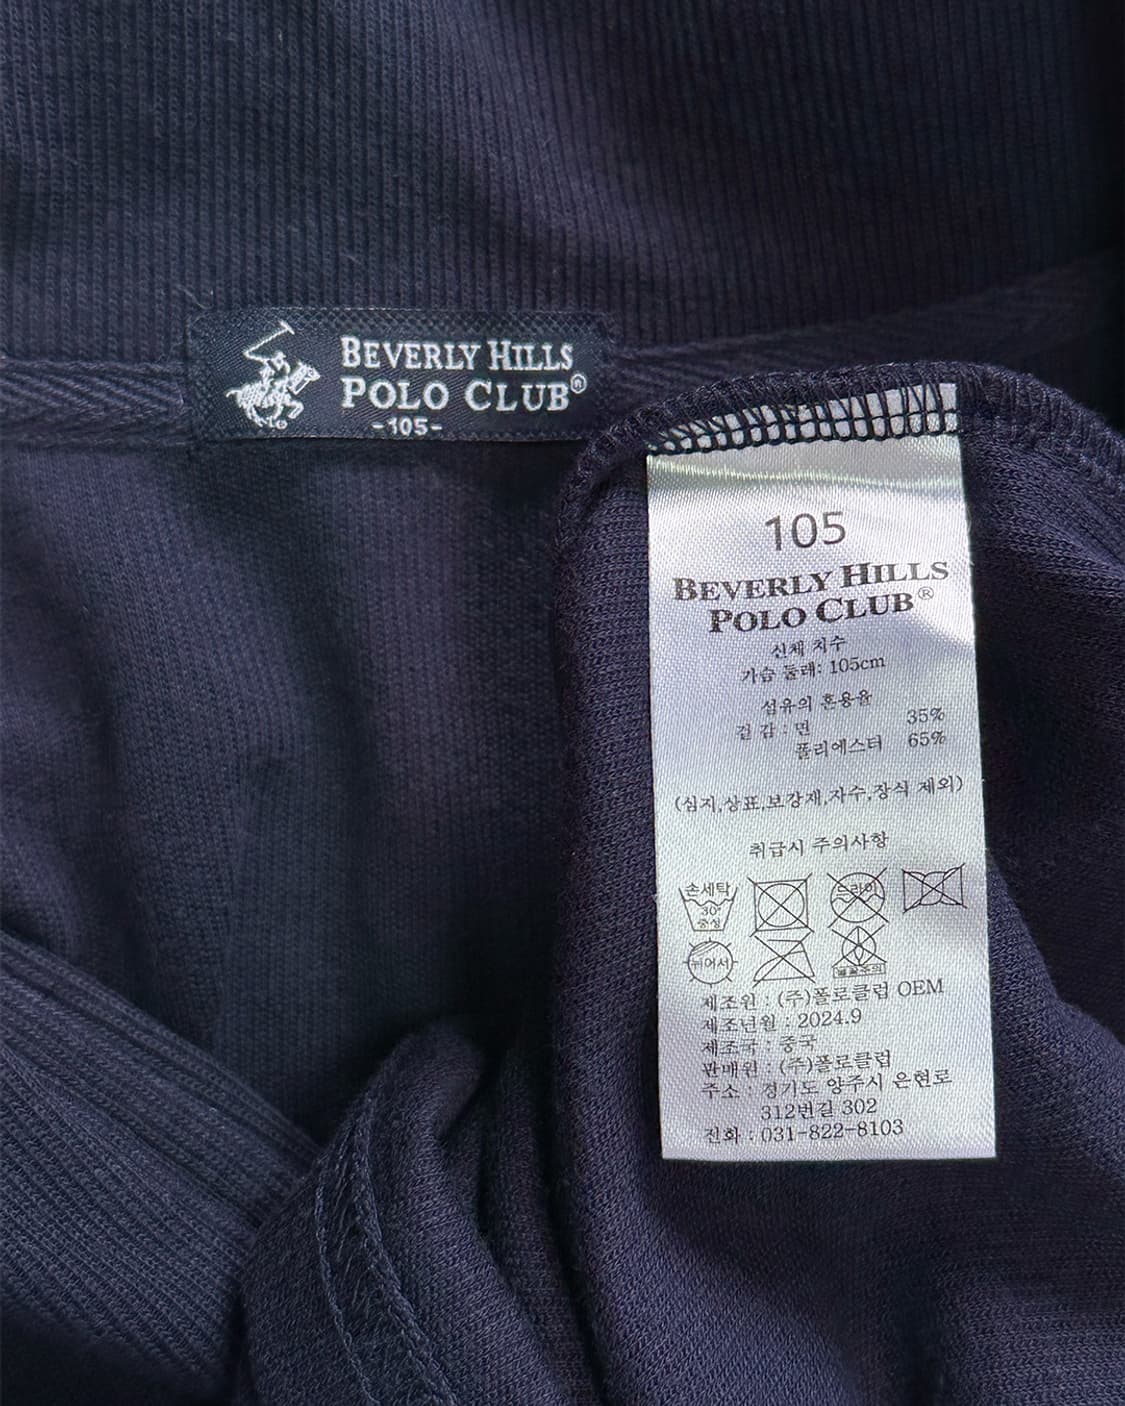 BEVERLY HILLS
POLO CLUB®
-105-
105
BEVERLY HILLS
POLO CLUB®
신체 치수
가슴 둘레: 105cm
섬유의 혼용율
겉감 : 면 35%
폴리에스터 65%
(심지,상표,보강재,자수,장식 제외)
취급시 주의사항
손세탁 드라이
30°
중성
뉘어서
제조원 : (주)폴로클럽 OEM
제조년월 : 2024.9
제조국 : 중국
판매원 : (주)폴로클럽
주소 : 경기도 양주시 은현로
312번길 302
전화 : 031-822-8103